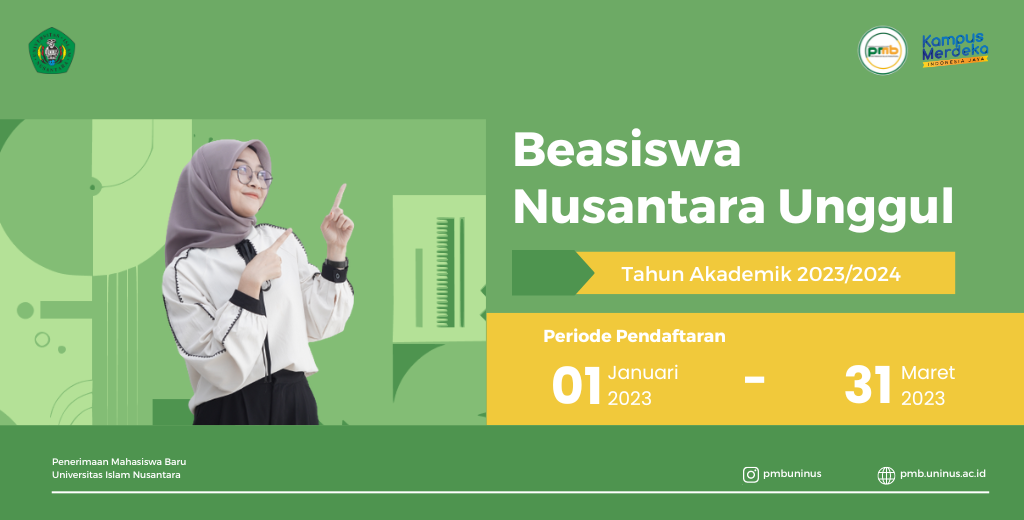 pmb
Kampus
Merdeka
INDONESIA JAYA
Beasiswa
Nusantara Unggul
Tahun Akademik 2023/2024
Periode Pendaftaran
01 Januari 2023 - 31 Maret 2023
Penerimaan Mahasiswa Baru
Universitas Islam Nusantara
pmbuninus
pmb.uninus.ac.id